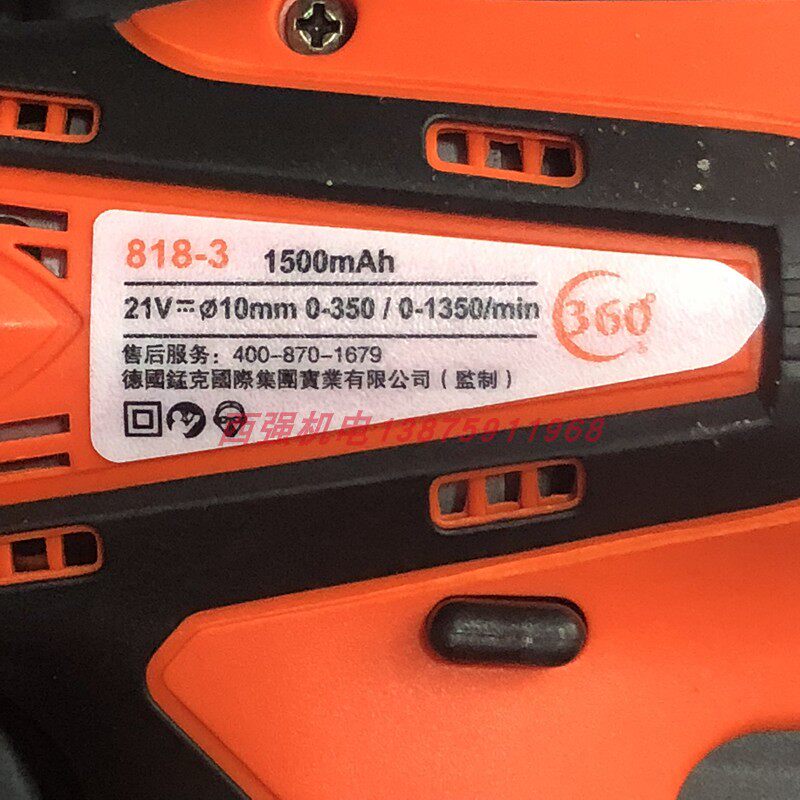 818-3 1500mAh
21V⎓ Ø10mm 0-350 / 0-1350/min
360°
®
售后服务：400-870-1679
德國錳克國際集團實業有限公司（監制）
西强机电13875911968